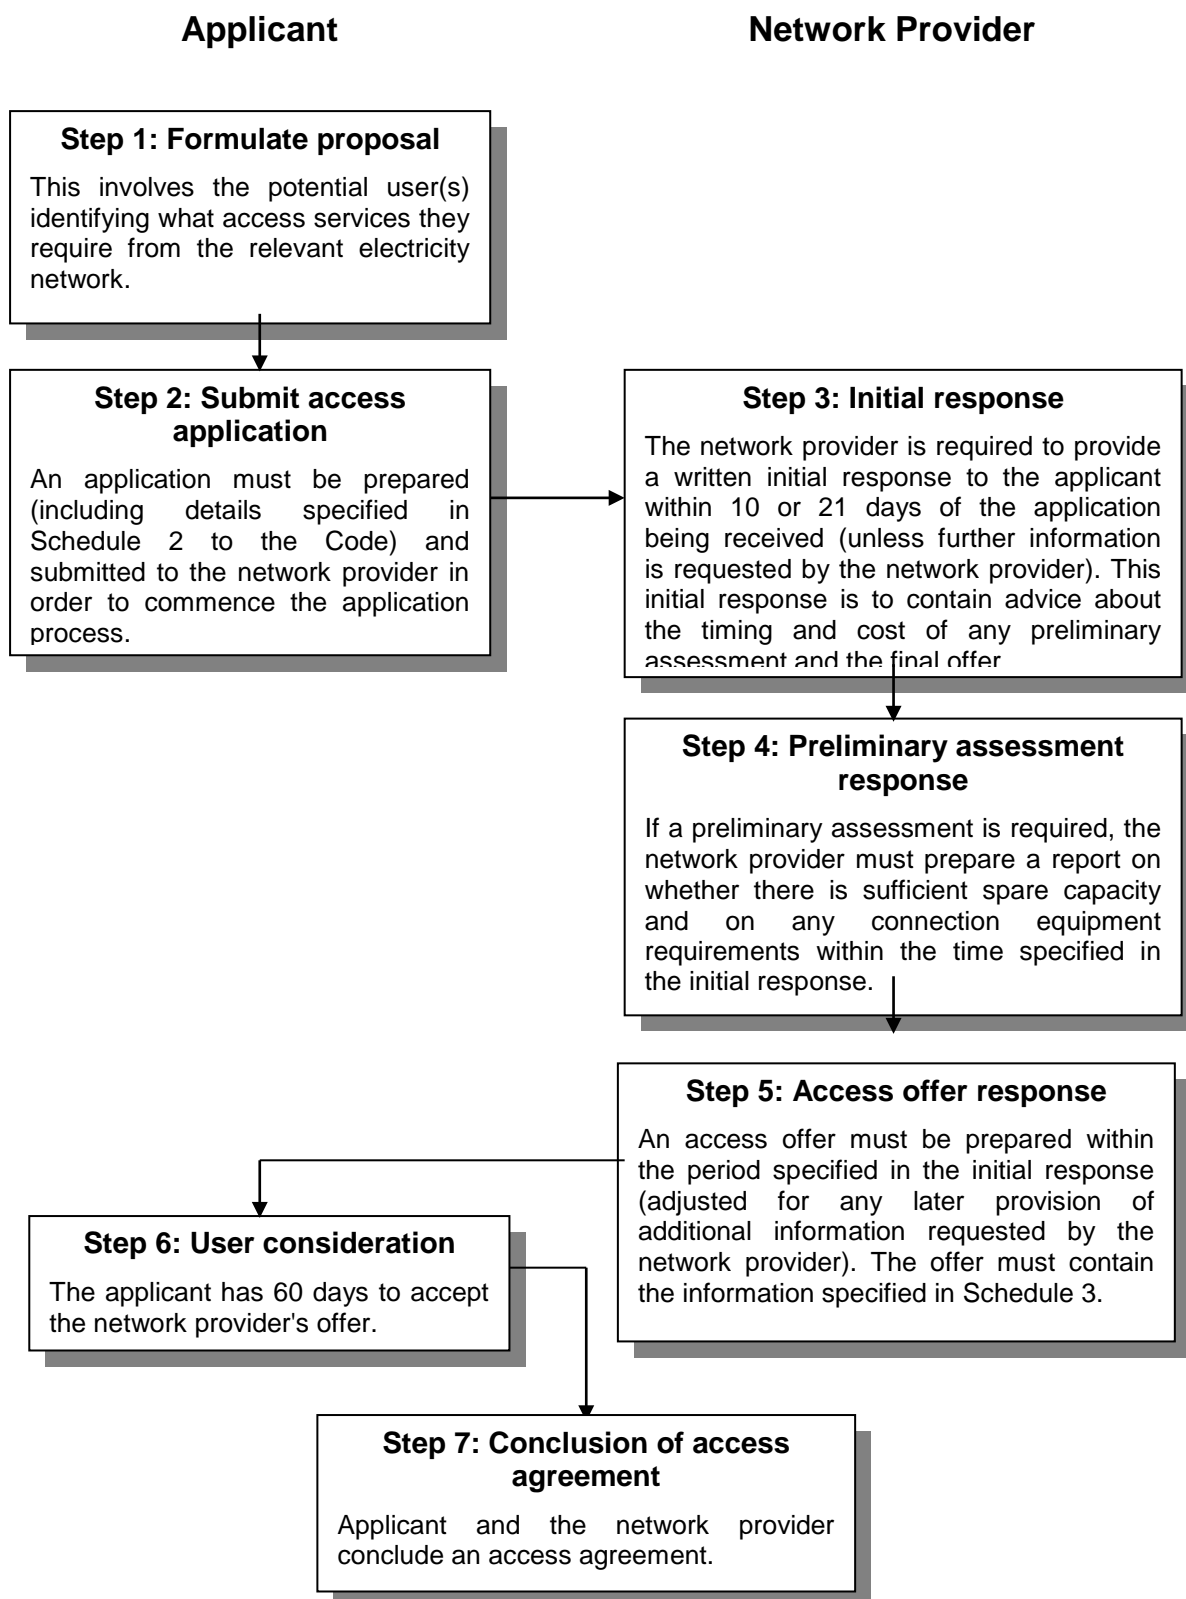 Applicant
Network Provider
Step 1: Formulate proposal
This involves the potential user(s)
identifying what access services they
require from the relevant electricity
network.
Step 2: Submit access
application
An application must be prepared
(including details specified in
Schedule 2 to the Code) and
submitted to the network provider in
order to commence the application
process.
Step 3: Initial response
The network provider is required to provide
a written initial response to the applicant
within 10 or 21 days of the application
being received (unless further information
is requested by the network provider). This
initial response is to contain advice about
the timing and cost of any preliminary
assessment and the final offer
Step 4: Preliminary assessment
response
If a preliminary assessment is required, the
network provider must prepare a report on
whether there is sufficient spare capacity
and on any connection equipment
requirements within the time specified in
the initial response.
Step 5: Access offer response
An access offer must be prepared within
the period specified in the initial response
(adjusted for any later provision of
additional information requested by the
network provider). The offer must contain
the information specified in Schedule 3.
Step 6: User consideration
The applicant has 60 days to accept
the network provider's offer.
Step 7: Conclusion of access
agreement
Applicant and the network provider
conclude an access agreement.